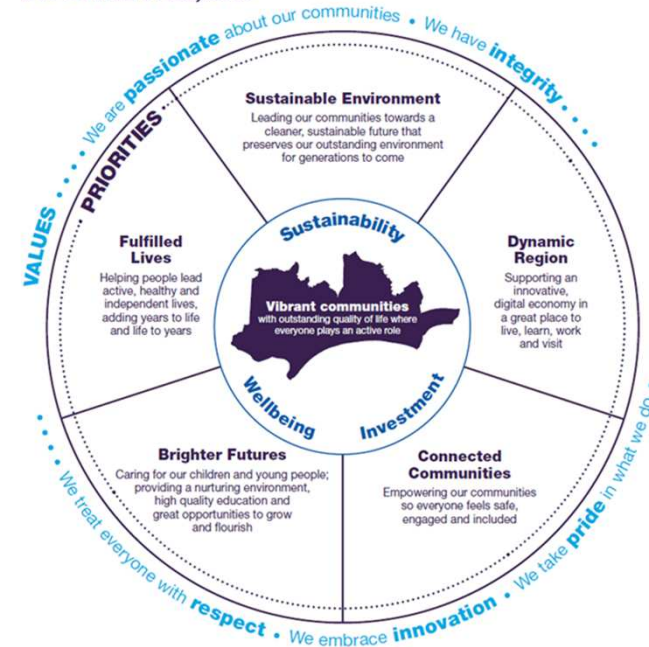 VALUES
We are passionate about our communities • We have integrity
PRIORITIES
Sustainable Environment
Leading our communities towards a
cleaner, sustainable future that
preserves our outstanding environment
for generations to come
Fulfilled
Lives
Helping people lead
active, healthy and
independent lives,
adding years to life
and life to years
Sustainability
Vibrant communities
with outstanding quality of life where
everyone plays an active role
Wellbeing
Investment
Dynamic
Region
Supporting an
innovative,
digital economy in
a great place to
live, learn, work
and visit
Brighter Futures
Caring for our children and young people;
providing a nurturing environment,
high quality education and
great opportunities to grow
and flourish
Connected
Communities
Empowering our communities
so everyone feels safe,
engaged and included
We treat everyone with respect • We embrace innovation • We take pride in what we do